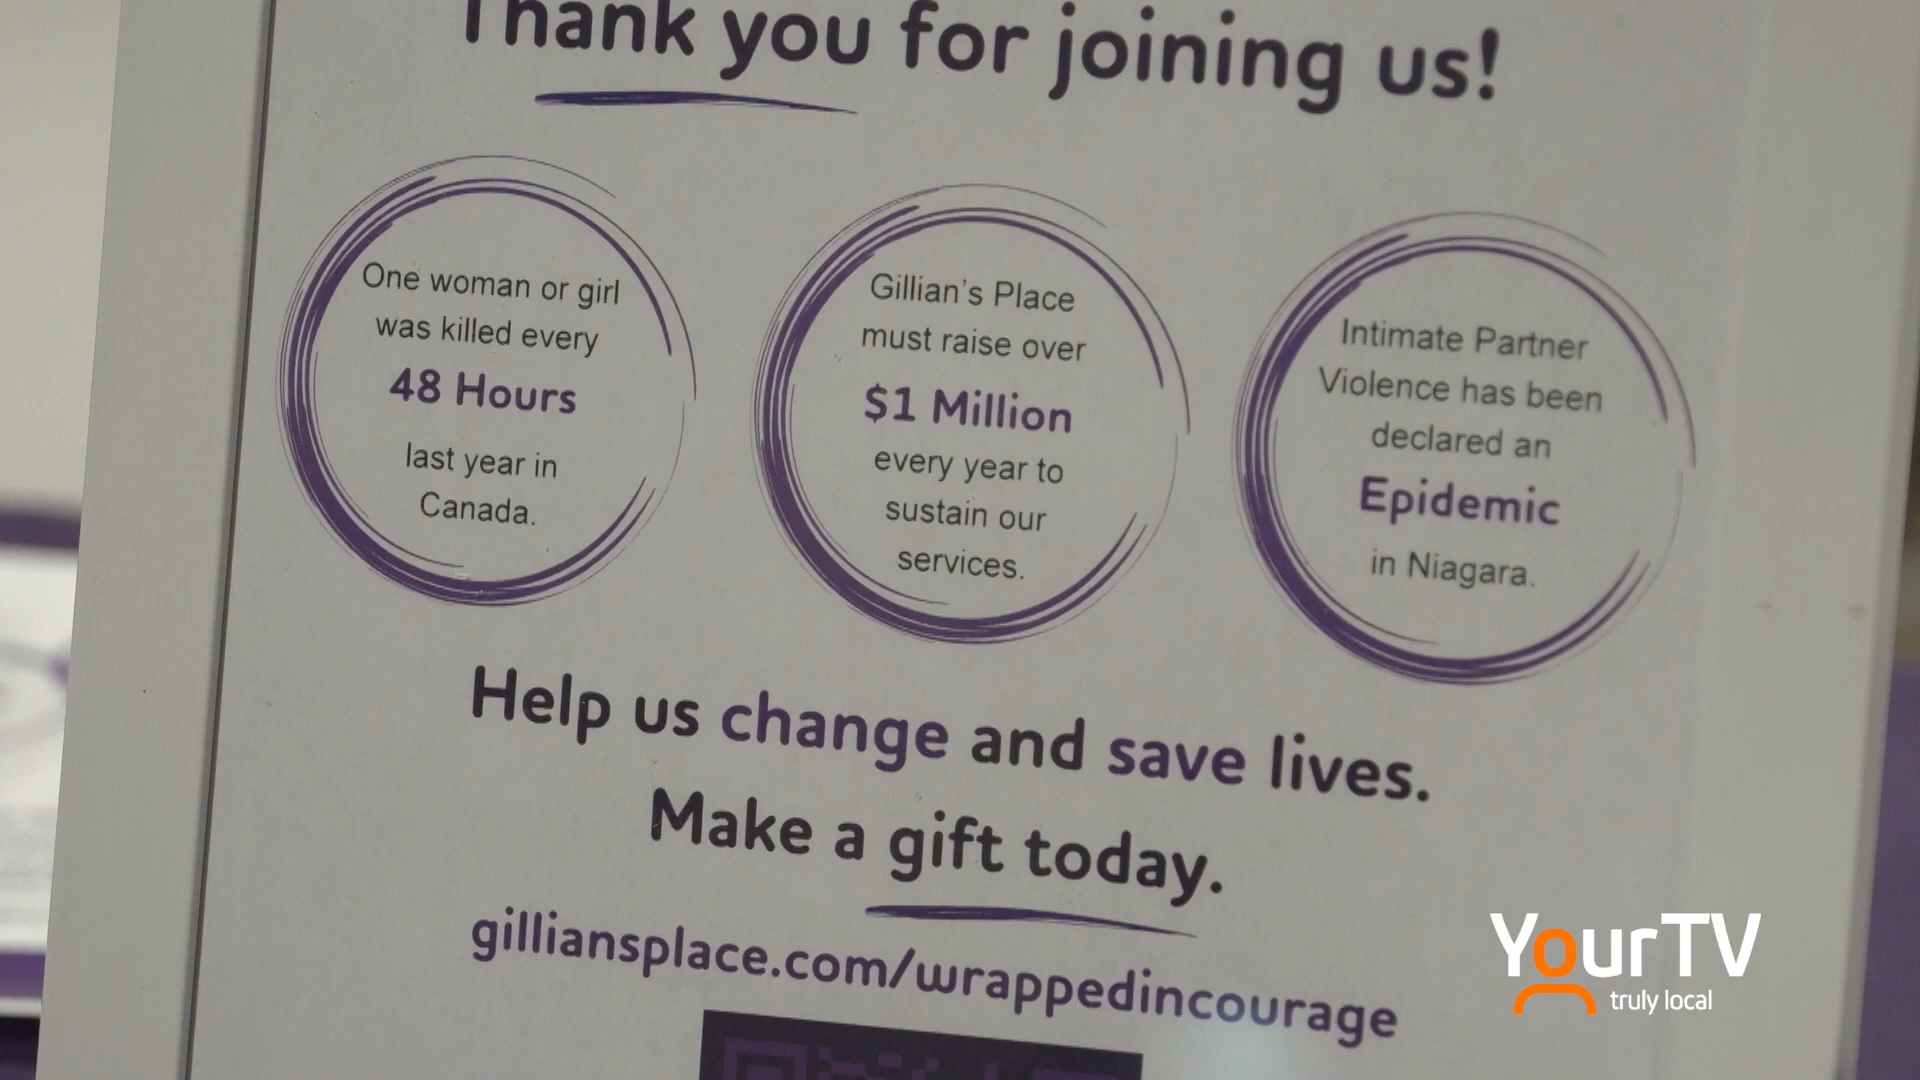 Thank you for joining us!
One woman or girl
was killed every
48 Hours
last year in
Canada.
Gillian's Place
must raise over
$1 Million
every year to
sustain our
services.
Intimate Partner
Violence has been
declared an
Epidemic
in Niagara.
Help us change and save lives.
Make a gift today.
gilliansplace.com/wrappedincourage
YourTV
truly local